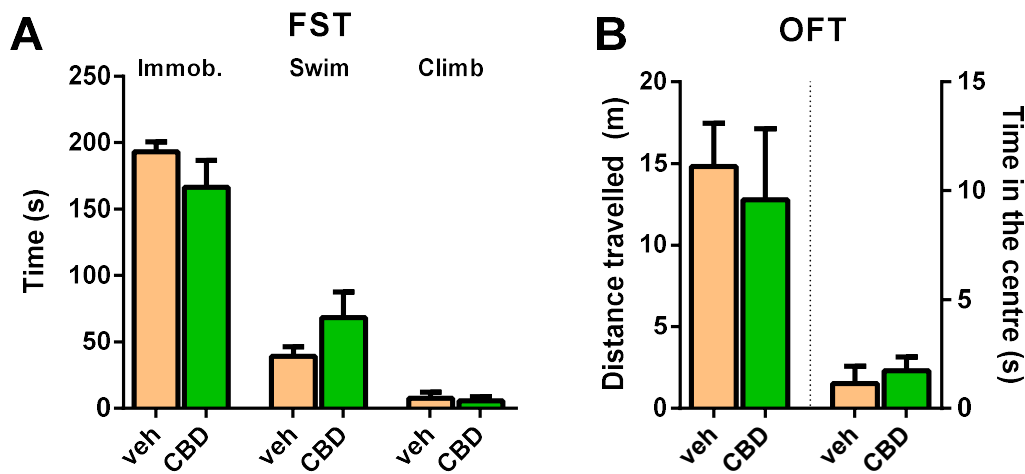 A
FST
Immob. Swim Climb
Time (s)
250
200
150
100
50
0
veh CBD veh CBD veh CBD
B
OFT
Distance travelled (m)
20
15
10
5
0
15
10
5
0
Time in the centre (s)
veh CBD veh CBD